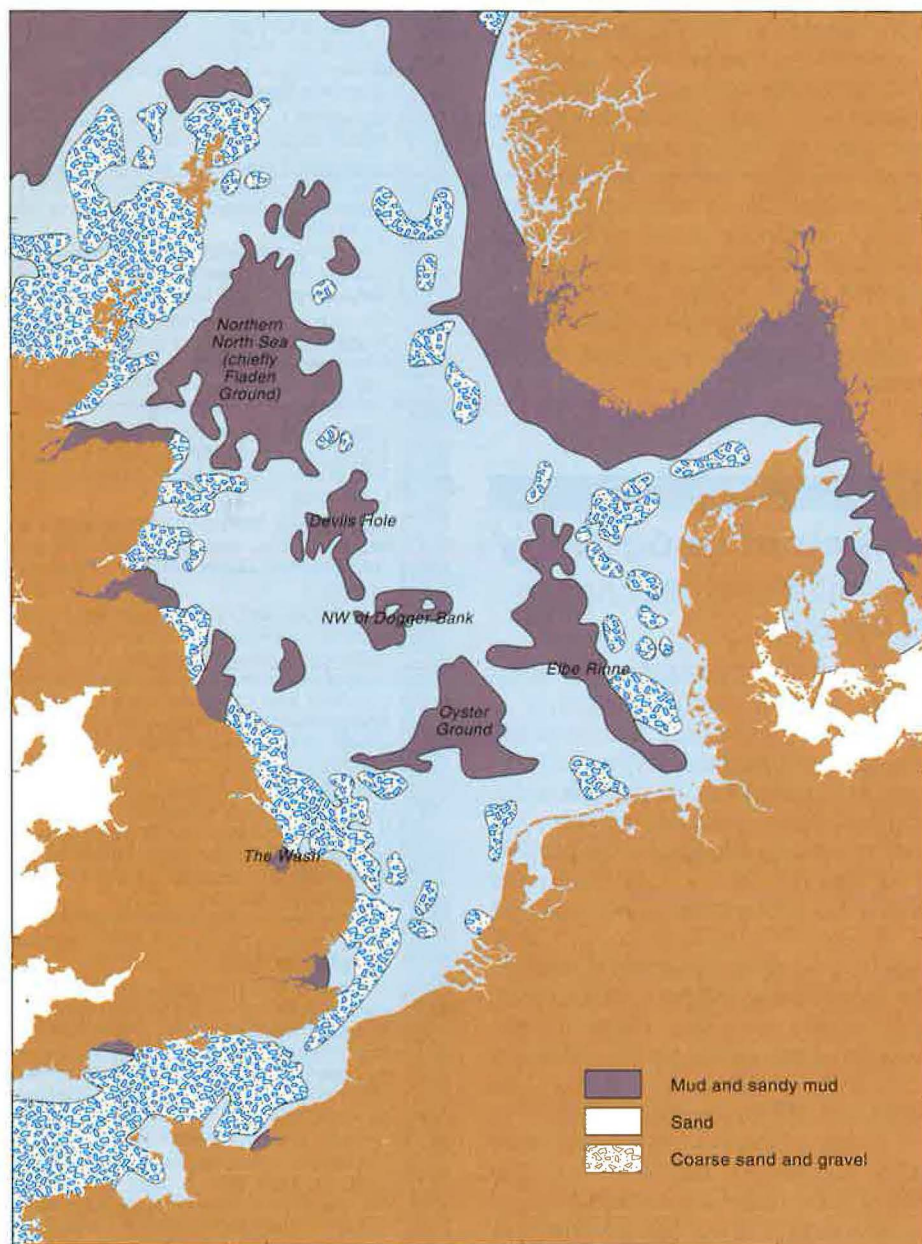 Northern
North Sea
(chiefly
Fladen
Ground)
Devils Hole
NW of Dogger Bank
Elbe Rinne
Oyster
Ground
The Wash
Mud and sandy mud
Sand
Coarse sand and gravel